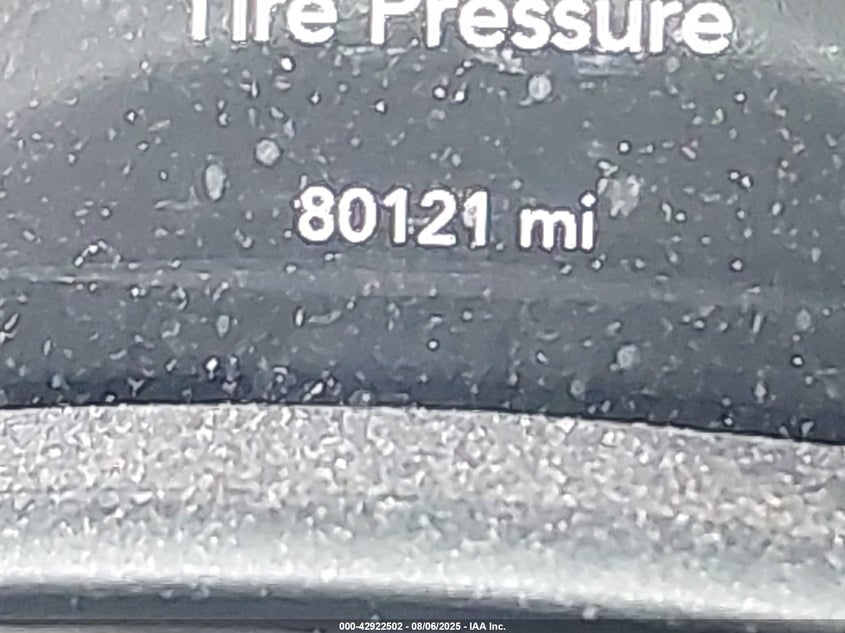 Tire Pressure
80121 mi
000-42922502 - 08/06/2025 - IAA Inc.